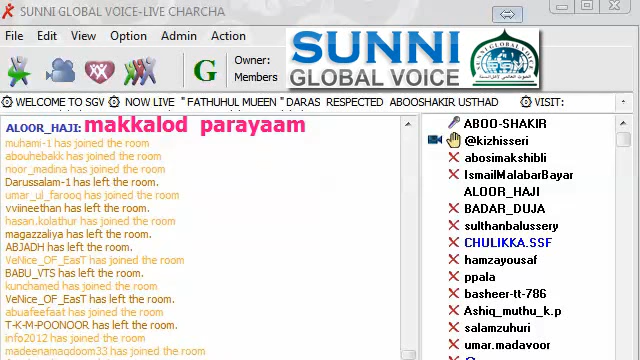 SUNNI GLOBAL VOICE-LIVE CHARCHA
File Edit View Option Admin Action
G Owner:
Members
SUNNI
GLOBAL VOICE
WELCOME TO SGV NOW LIVE " FATHUHUL MUEEN " DARAS RESPECTED ABOOSHAKIR USTHAD VISIT:
ALOOR_HAJI: makkalod parayaam
muhami-1 has joined the room
abouhebakk has joined the room
noor_madina has joined the room
Darussalam-1 has left the room.
umar_ul_farooq has joined the room
vviineethan has left the room.
hasan.kolathur has joined the room
magazzaliya has left the room.
ABJADH has left the room.
VeNice_OF_EasT has joined the room
BABU_VTS has left the room.
kunchamed has joined the room
VeNice_OF_EasT has left the room.
abuafeefaat has joined the room
T-K-M-POONOOR has left the room.
info2012 has joined the room
madeenamaqdoom33 has joined the room
ABOO-SHAKIR
@kizhisseri
abosimakshibli
IsmailMalabarBayar
ALOOR_HAJI
BADAR_DUJA
sulthanbalussery
CHULIKKA.SSF
hamzayousaf
ppala
basheer-tt-786
Ashiq_muthu_k.p
salamzuhuri
umar.madavoor